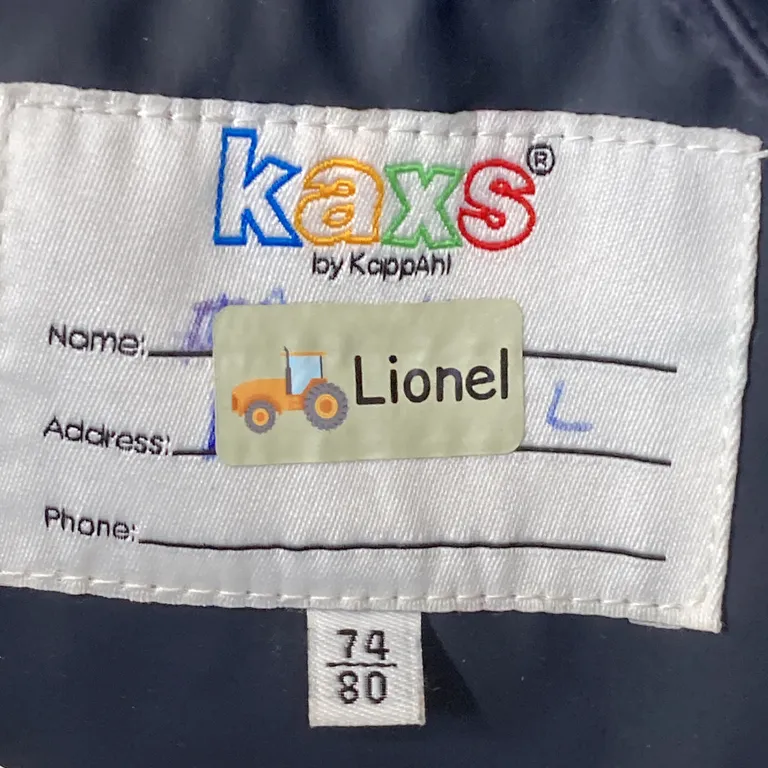 kaxs®
by KappAhl
Name:
Lionel
Address: L
Phone:
74
80